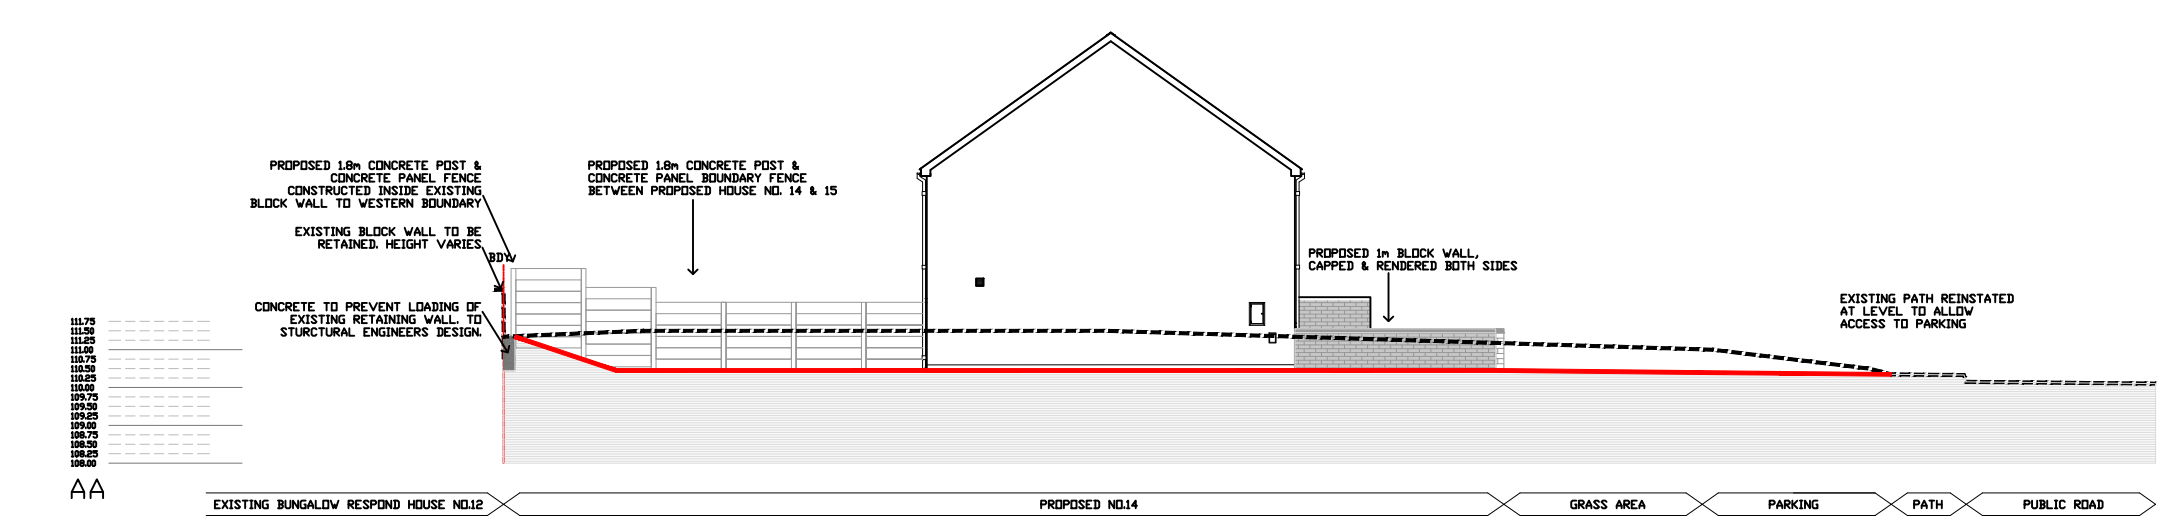 PROPOSED 1.8m CONCRETE POST &
CONCRETE PANEL FENCE
CONSTRUCTED INSIDE EXISTING
BLOCK WALL TO WESTERN BOUNDARY
EXISTING BLOCK WALL TO BE
RETAINED. HEIGHT VARIES
BDY
CONCRETE TO PREVENT LOADING OF
EXISTING RETAINING WALL. TO
STURCTURAL ENGINEERS DESIGN.
PROPOSED 1.8m CONCRETE POST &
CONCRETE PANEL BOUNDARY FENCE
BETWEEN PROPOSED HOUSE NO. 14 & 15
PROPOSED 1m BLOCK WALL,
CAPPED & RENDERED BOTH SIDES
EXISTING PATH REINSTATED
AT LEVEL TO ALLOW
ACCESS TO PARKING
111.75
111.50
111.25
111.00
110.75
110.50
110.25
110.00
109.75
109.50
109.25
109.00
108.75
108.50
108.25
108.00
AA
EXISTING BUNGALOW RESPOND HOUSE NO.12
PROPOSED NO.14
GRASS AREA
PARKING
PATH
PUBLIC ROAD